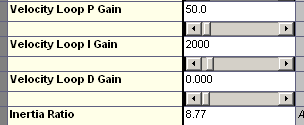 Velocity Loop P Gain 50.0
Velocity Loop I Gain 2000
Velocity Loop D Gain 0.000
Inertia Ratio 8.77